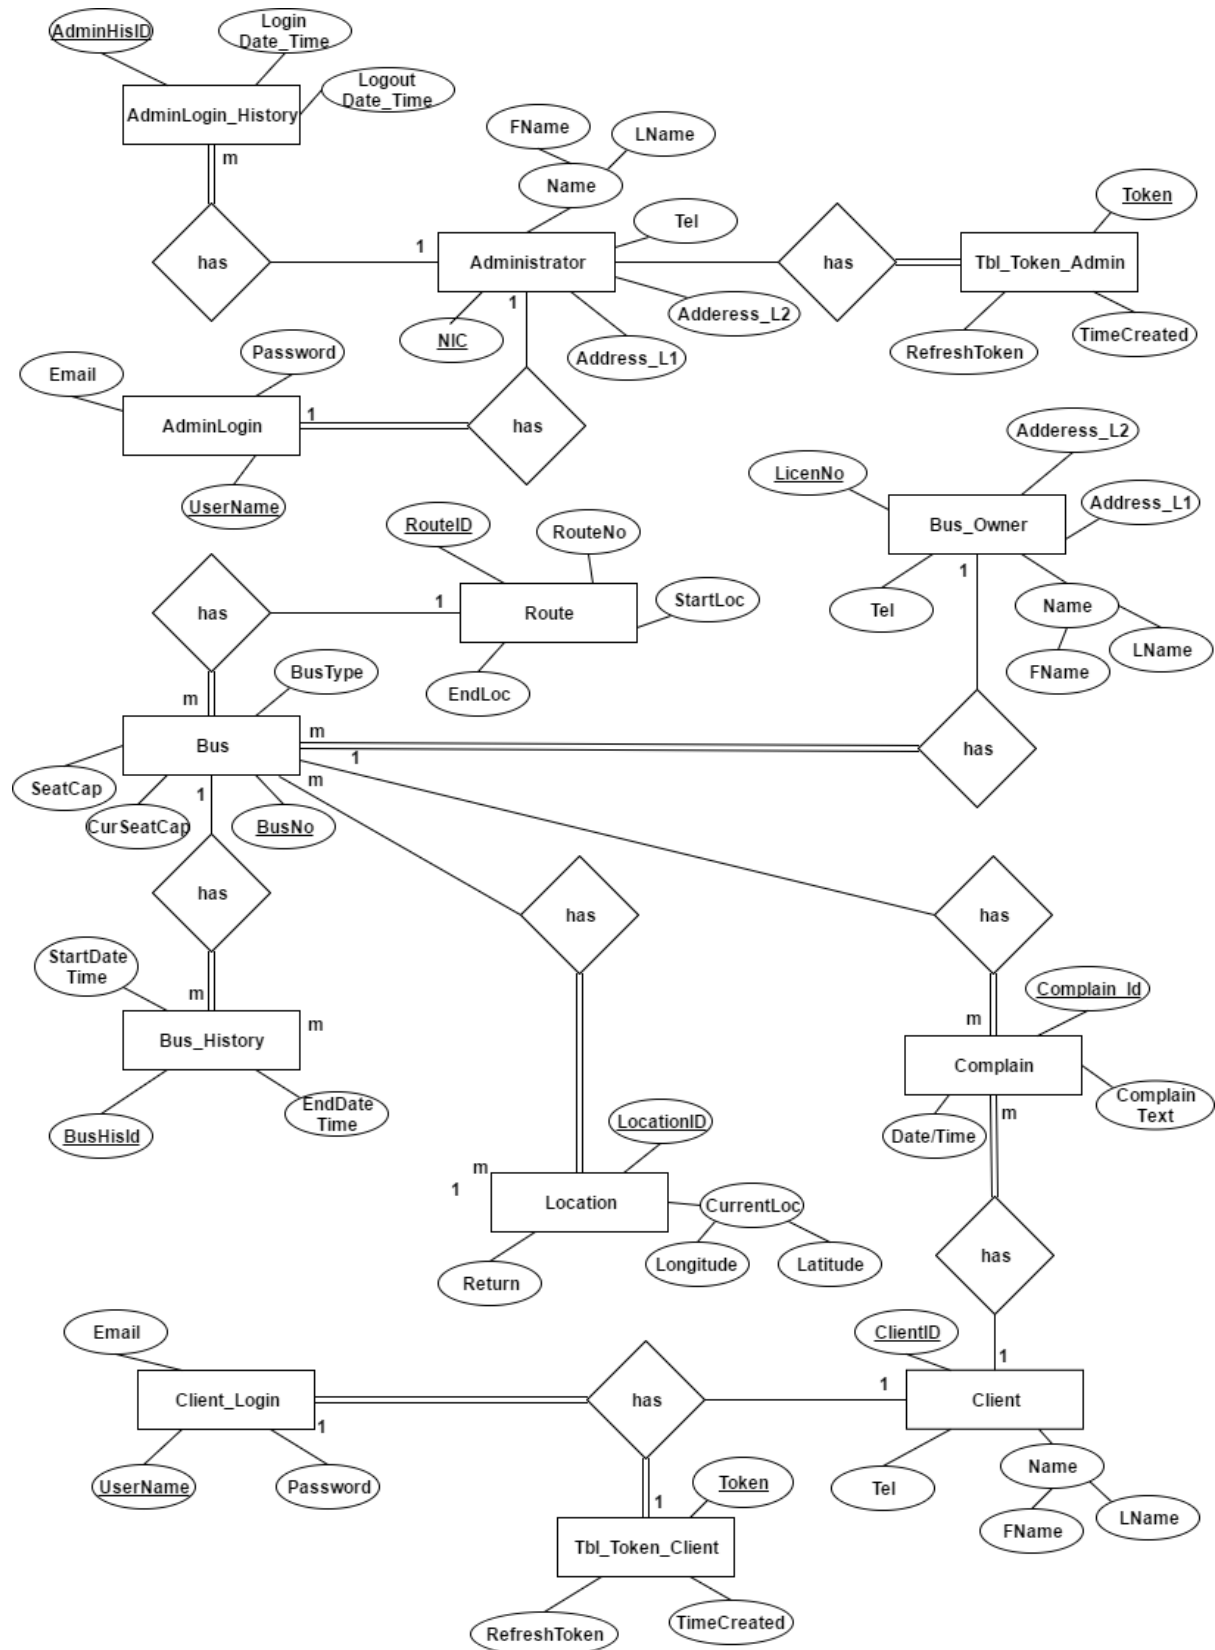 AdminHisID
Login
Date_Time
Logout
Date_Time
AdminLogin_History
m
FName
LName
Name
Token
Tel
1
has
Administrator
has
Tbl_Token_Admin
1
Adderess_L2
NIC
Address_L1
RefreshToken
TimeCreated
Password
Email
1
AdminLogin
has
UserName
Adderess_L2
LicenNo
Address_L1
Bus_Owner
1
RouteID
RouteNo
has
1
Route
StartLoc
Tel
Name
LName
FName
BusType
EndLoc
m
Bus
m
1
has
m
SeatCap
1
CurSeatCap
BusNo
has
has
has
StartDate
Time
m
m
Bus_History
Complain_Id
m
Complain
Complain
Text
EndDate
Time
m
Date/Time
BusHisId
LocationID
m
1
Location
CurrentLoc
Longitude
Latitude
Return
has
Email
ClientID
1
Client_Login
has
1
Client
1
UserName
Password
Name
Tel
Token
1
FName
LName
Tbl_Token_Client
RefreshToken
TimeCreated